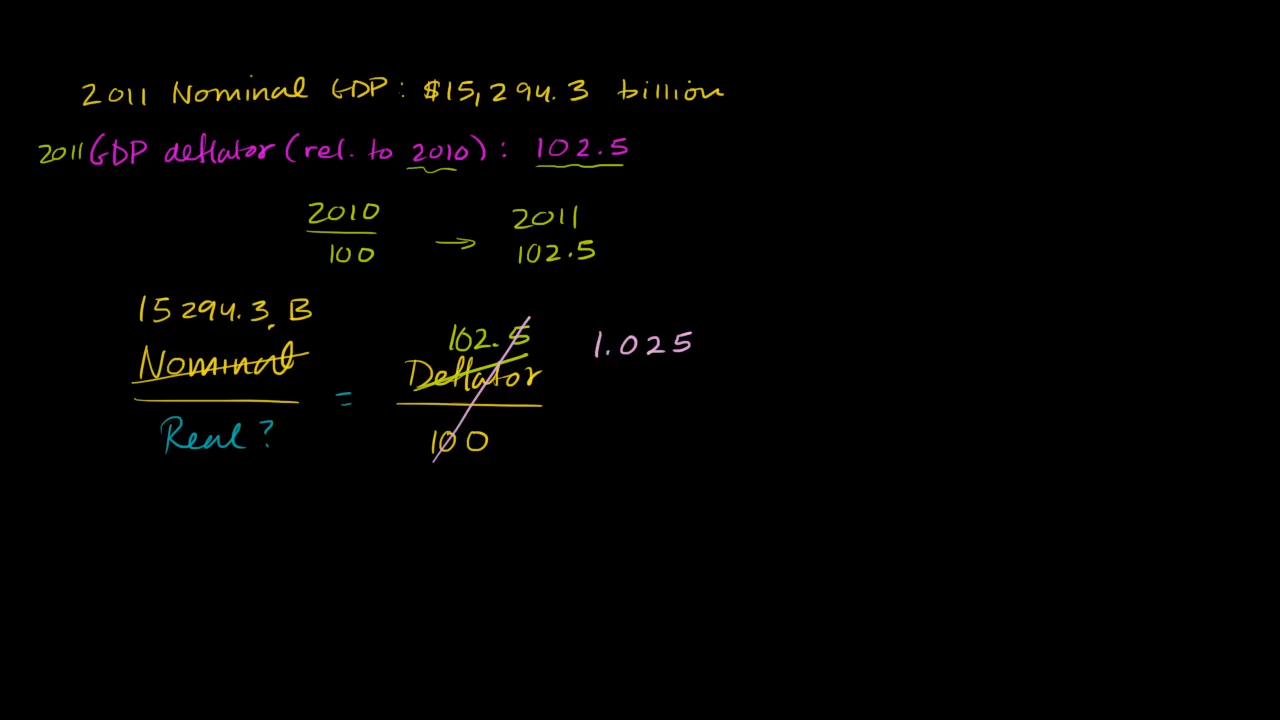 2011 Nominal GDP: $15,294.3 billion
2011 GDP deflator (rel. to 2010): 102.5
2010 2011
100 → 102.5
15294.3 B
Nominal
Real?
=
102.5
Deflator
100
1.025